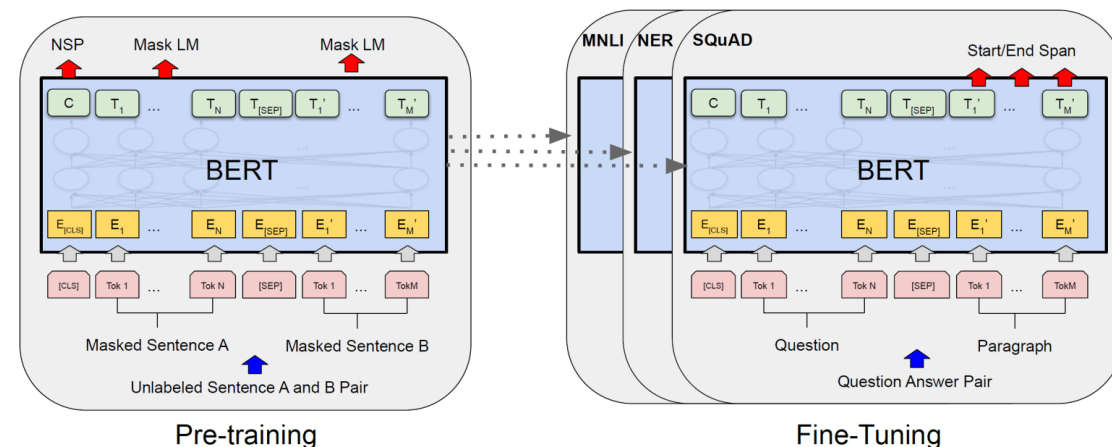 NSP Mask LM Mask LM
C T1 ... TN T[SEP] T1' ... TM'
...
BERT
...
E[CLS] E1 ... EN E[SEP] E1' ... EM'
[CLS] Tok 1 ... Tok N [SEP] Tok 1 ... TokM
Masked Sentence A Masked Sentence B
Unlabeled Sentence A and B Pair
Pre-training
MNLI NER SQuAD
Start/End Span
C T1 ... TN T[SEP] T1' ... TM'
...
BERT
...
E[CLS] E1 ... EN E[SEP] E1' ... EM'
[CLS] Tok 1 ... Tok N [SEP] Tok 1 ... TokM
Question Paragraph
Question Answer Pair
Fine-Tuning